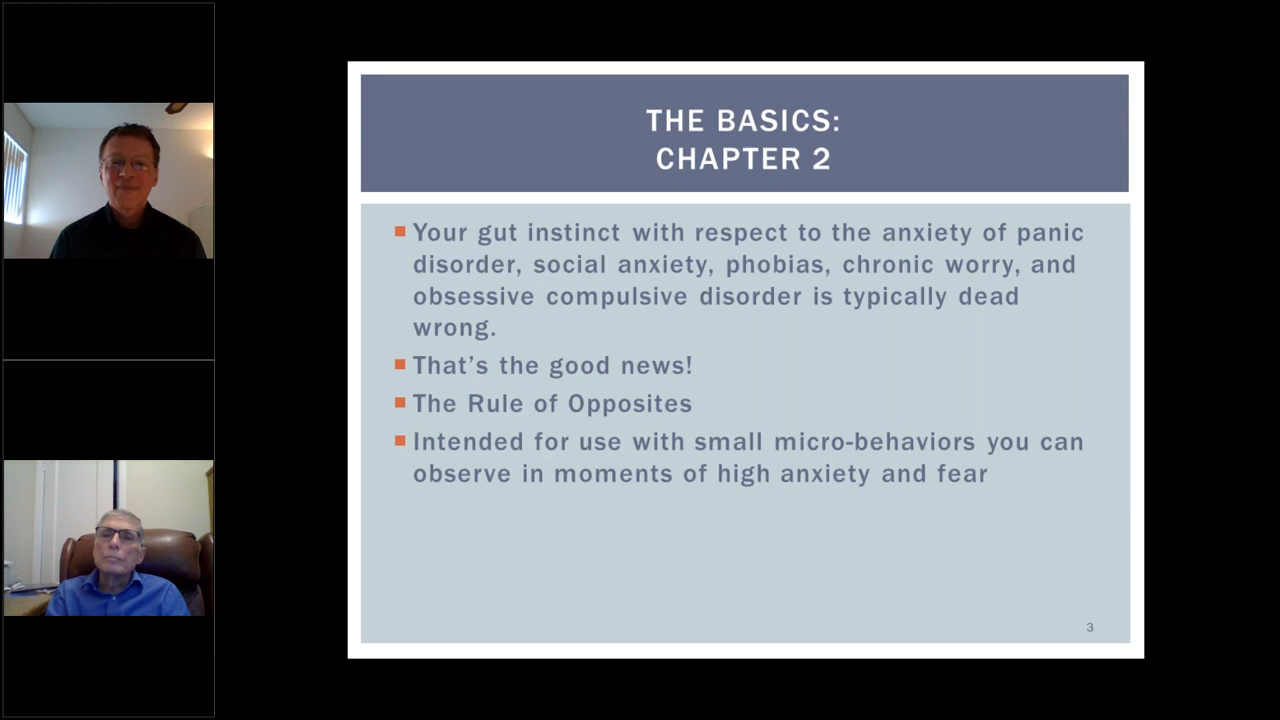 THE BASICS:
CHAPTER 2
Your gut instinct with respect to the anxiety of panic
disorder, social anxiety, phobias, chronic worry, and
obsessive compulsive disorder is typically dead
wrong.
That’s the good news!
The Rule of Opposites
Intended for use with small micro-behaviors you can
observe in moments of high anxiety and fear
3